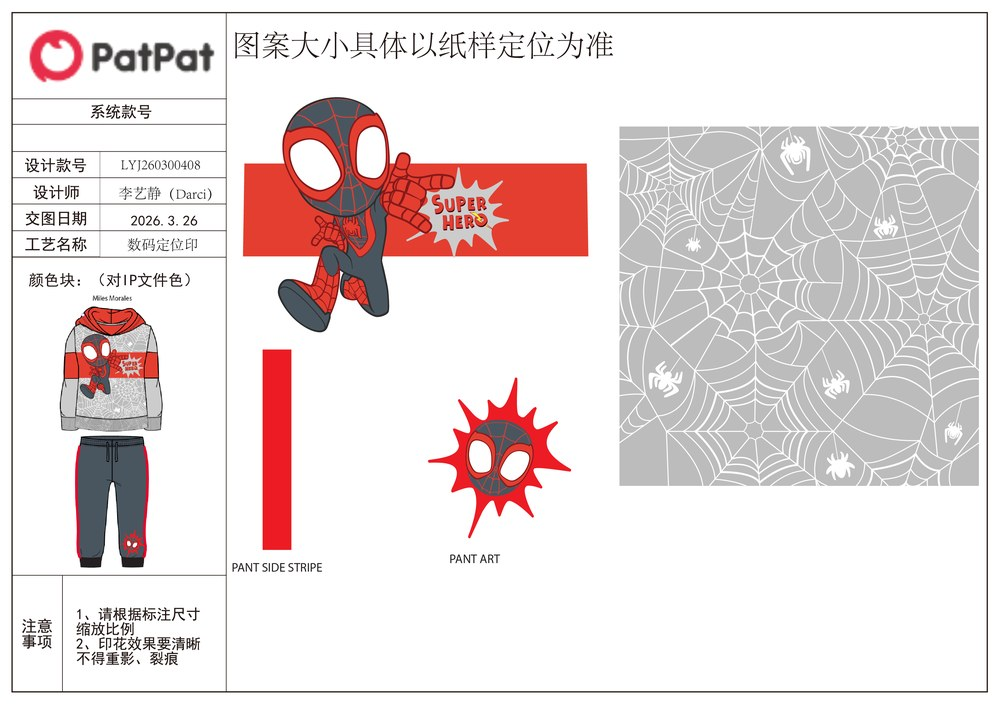 PatPat
图案大小具体以纸样定位为准
系统款号
设计款号 LYJ260300408
设计师 李艺静（Darci）
交图日期 2026.3.26
工艺名称 数码定位印
颜色块：（对IP文件色）
Miles Morales
SUPER
HERO
SUPER
HERO
PANT SIDE STRIPE
PANT ART
注意
事项
1、请根据标注尺寸
缩放比例
2、印花效果要清晰
不得重影、裂痕